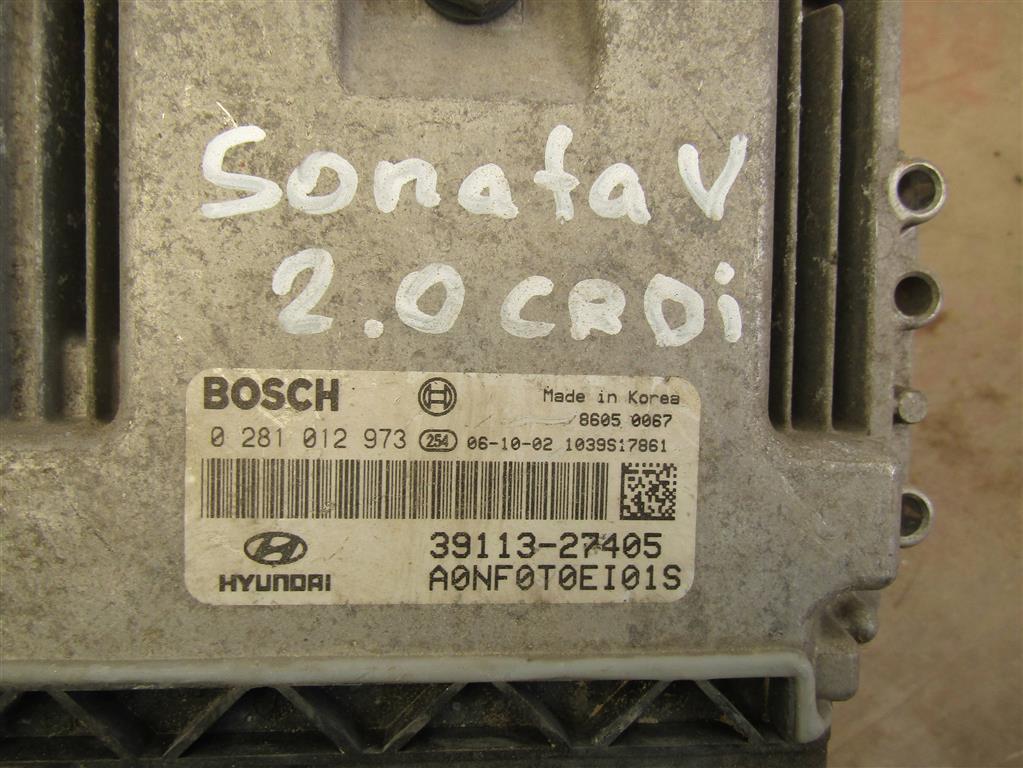 Sonata V
2.0 CRDi
BOSCH
Made in Korea
8605 0067
0 281 012 973 254 06-10-02 1039S17861
39113-27405
HYUNDAI
A0NF0T0EI01S